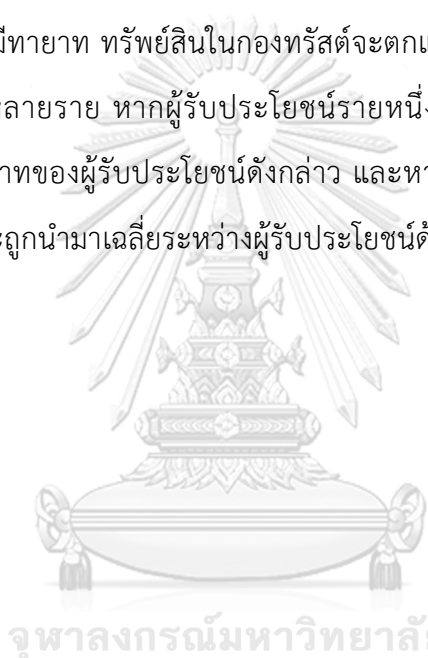 มีทายาท ทรัพย์สินในกองทรัสต์จะตกแ
ลายราย หากผู้รับประโยชน์รายหนึ่ง
าทของผู้รับประโยชน์ดังกล่าว และหา
ะถูกนำมาเฉลี่ยระหว่างผู้รับประโยชน์ด้
จุฬาลงกรณ์มหาวิทยาลัย